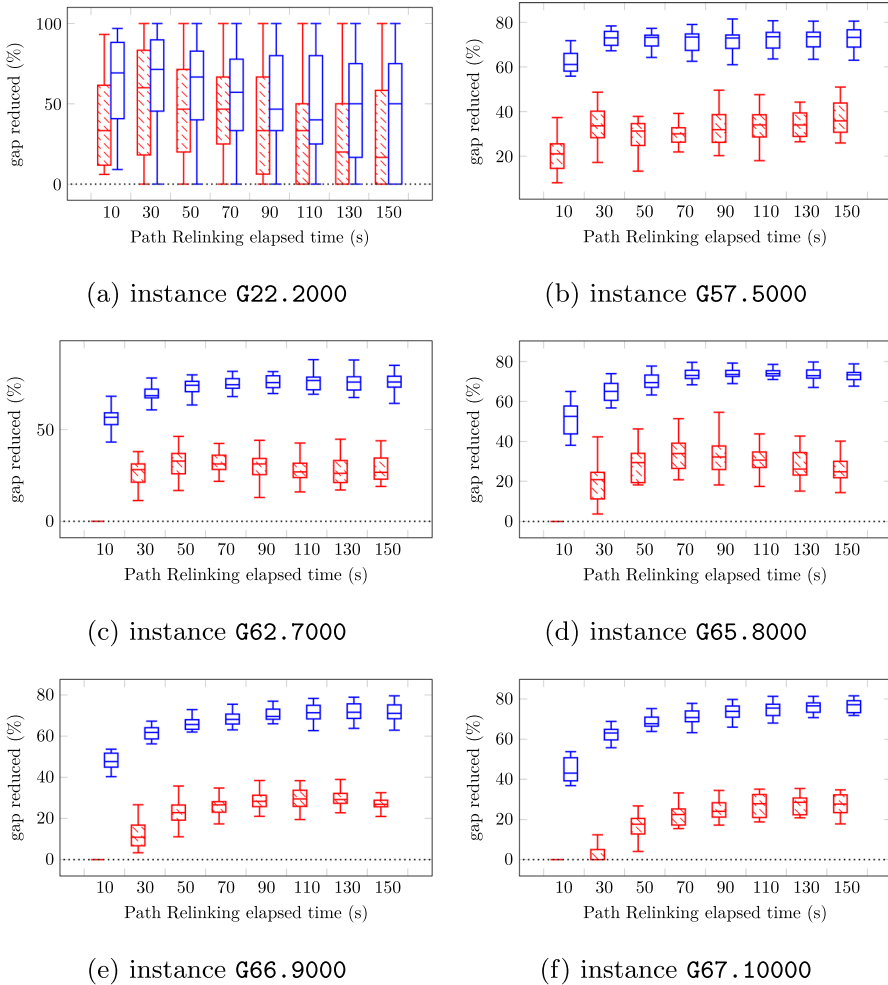 100
50
0
gap reduced (%)
10 30 50 70 90 110 130 150
Path Relinking elapsed time (s)
(a) instance G22.2000
80
60
40
20
gap reduced (%)
10 30 50 70 90 110 130 150
Path Relinking elapsed time (s)
(b) instance G57.5000
50
0
gap reduced (%)
10 30 50 70 90 110 130 150
Path Relinking elapsed time (s)
(c) instance G62.7000
80
60
40
20
0
gap reduced (%)
10 30 50 70 90 110 130 150
Path Relinking elapsed time (s)
(d) instance G65.8000
80
60
40
20
0
gap reduced (%)
10 30 50 70 90 110 130 150
Path Relinking elapsed time (s)
(e) instance G66.9000
80
60
40
20
0
gap reduced (%)
10 30 50 70 90 110 130 150
Path Relinking elapsed time (s)
(f) instance G67.10000